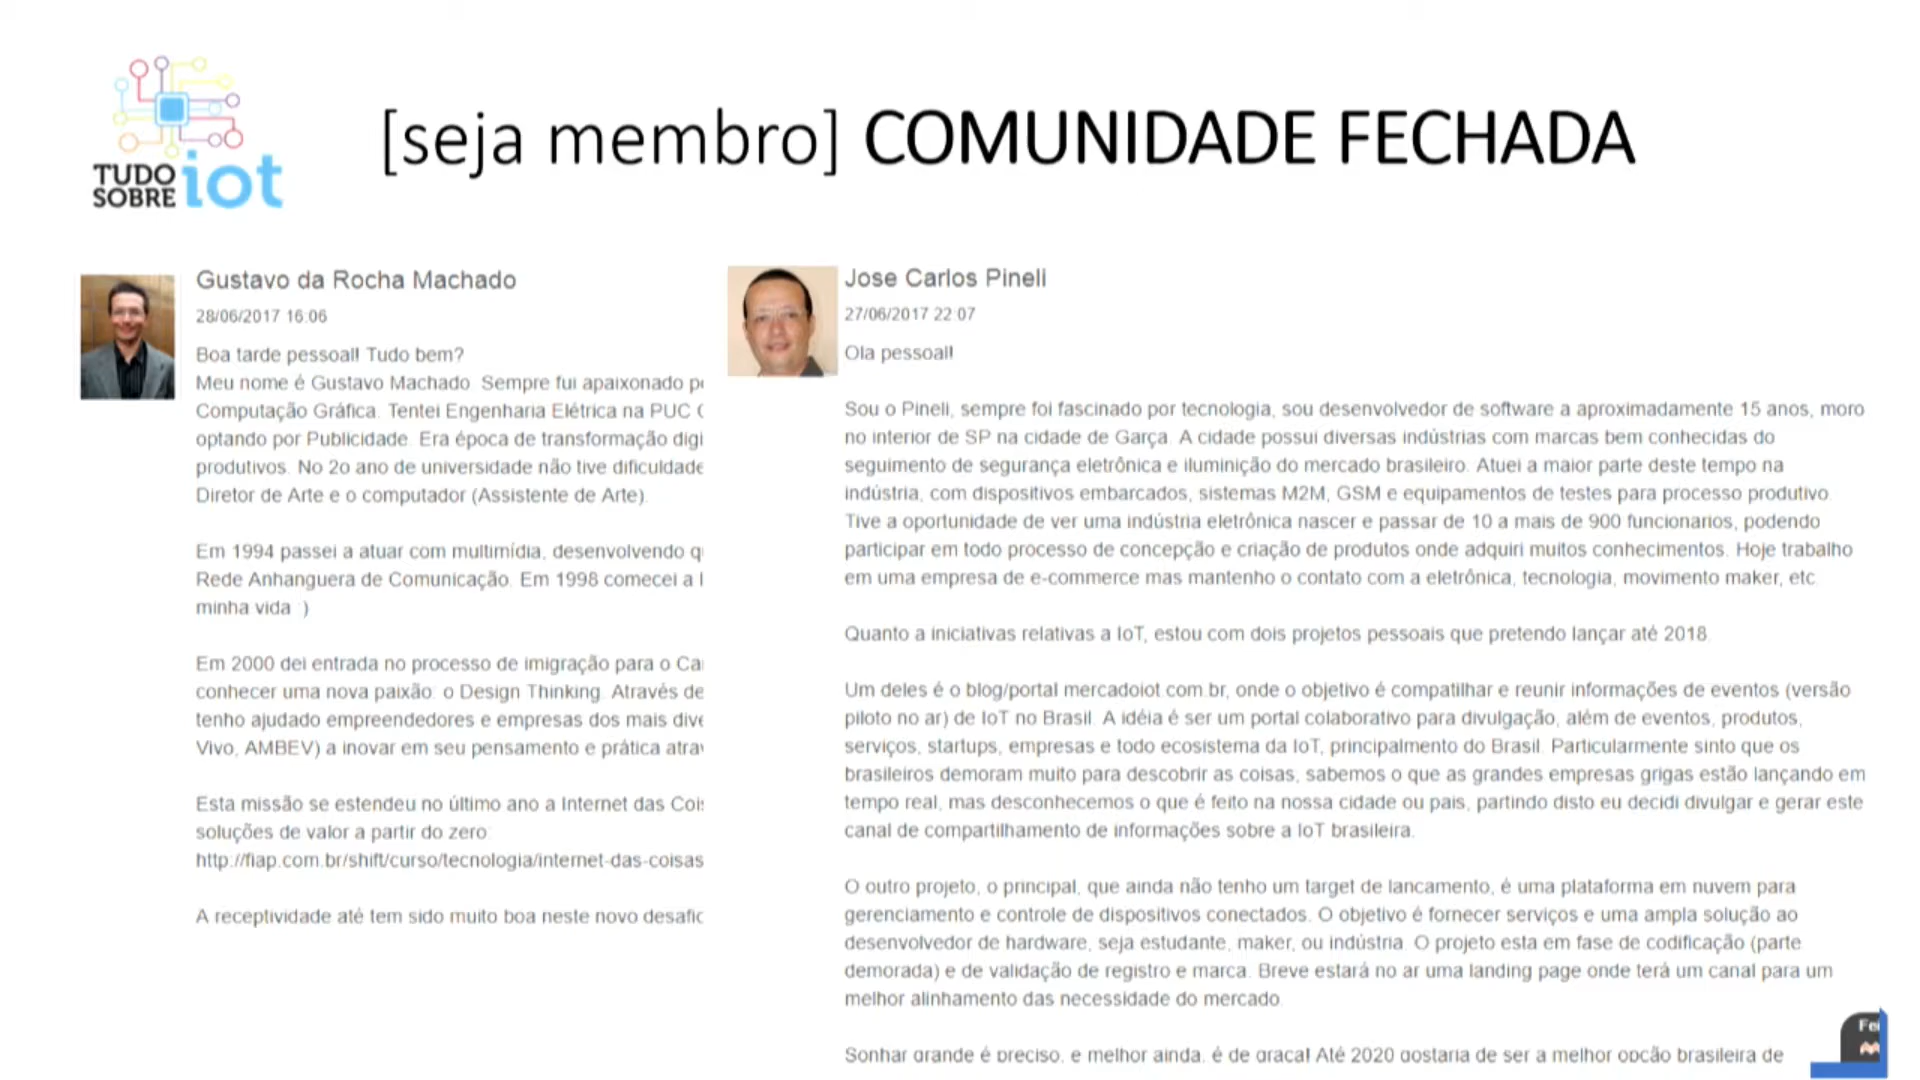 TUDO
SOBRE iot
[seja membro] COMUNIDADE FECHADA
Gustavo da Rocha Machado
28/06/2017 16:06
Boa tarde pessoal! Tudo bem?
Meu nome é Gustavo Machado. Sempre fui apaixonado
Computação Gráfica. Tentei Engenharia Elétrica na PUC
optando por Publicidade. Era época de transformação digi
produtivos. No 2o ano de universidade não tive dificuldade
Diretor de Arte e o computador (Assistente de Arte).
Em 1994 passei a atuar com multimídia, desenvolvendo q
Rede Anhanguera de Comunicação. Em 1998 comecei a
minha vida :)
Em 2000 dei entrada no processo de imigração para o Ca
conhecer uma nova paixão: o Design Thinking. Através de
tenho ajudado empreendedores e empresas dos mais dive
Vivo, AMBEV) a inovar em seu pensamento e prática atra
Esta missão se estendeu no último ano a Internet das Coi
soluções de valor a partir do zero:
http://fiap.com.br/shift/curso/tecnologia/internet-das-coisas
A receptividade até tem sido muito boa neste novo desafio
Jose Carlos Pineli
27/06/2017 22:07
Ola pessoal!
Sou o Pineli, sempre foi fascinado por tecnologia, sou desenvolvedor de software a aproximadamente 15 anos, moro
no interior de SP na cidade de Garça. A cidade possui diversas indústrias com marcas bem conhecidas do
seguimento de segurança eletrônica e iluminição do mercado brasileiro. Atuei a maior parte deste tempo na
indústria, com dispositivos embarcados, sistemas M2M, GSM e equipamentos de testes para processo produtivo.
Tive a oportunidade de ver uma indústria eletrônica nascer e passar de 10 a mais de 900 funcionarios, podendo
participar em todo processo de concepção e criação de produtos onde adquiri muitos conhecimentos. Hoje trabalho
em uma empresa de e-commerce mas mantenho o contato com a eletrônica, tecnologia, movimento maker, etc.
Quanto a iniciativas relativas a IoT, estou com dois projetos pessoais que pretendo lançar até 2018.
Um deles é o blog/portal mercadoiot.com.br, onde o objetivo é compatilhar e reunir informações de eventos (versão
piloto no ar) de IoT no Brasil. A idéia é ser um portal colaborativo para divulgação, além de eventos, produtos,
serviços, startups, empresas e todo ecosistema da IoT, principalmento do Brasil. Particularmente sinto que os
brasileiros demoram muito para descobrir as coisas, sabemos o que as grandes empresas grigas estão lançando em
tempo real, mas desconhecemos o que é feito na nossa cidade ou pais, partindo disto eu decidi divulgar e gerar este
canal de compartilhamento de informações sobre a IoT brasileira.
O outro projeto, o principal, que ainda não tenho um target de lancamento, é uma plataforma em nuvem para
gerenciamento e controle de dispositivos conectados. O objetivo é fornecer serviços e uma ampla solução ao
desenvolvedor de hardware, seja estudante, maker, ou indústria. O projeto esta em fase de codificação (parte
demorada) e de validação de registro e marca. Breve estará no ar uma landing page onde terá um canal para um
melhor alinhamento das necessidade do mercado.
Sonhar grande é preciso, e melhor ainda, é de graça! Até 2020 gostaria de ser a melhor opção brasileira de